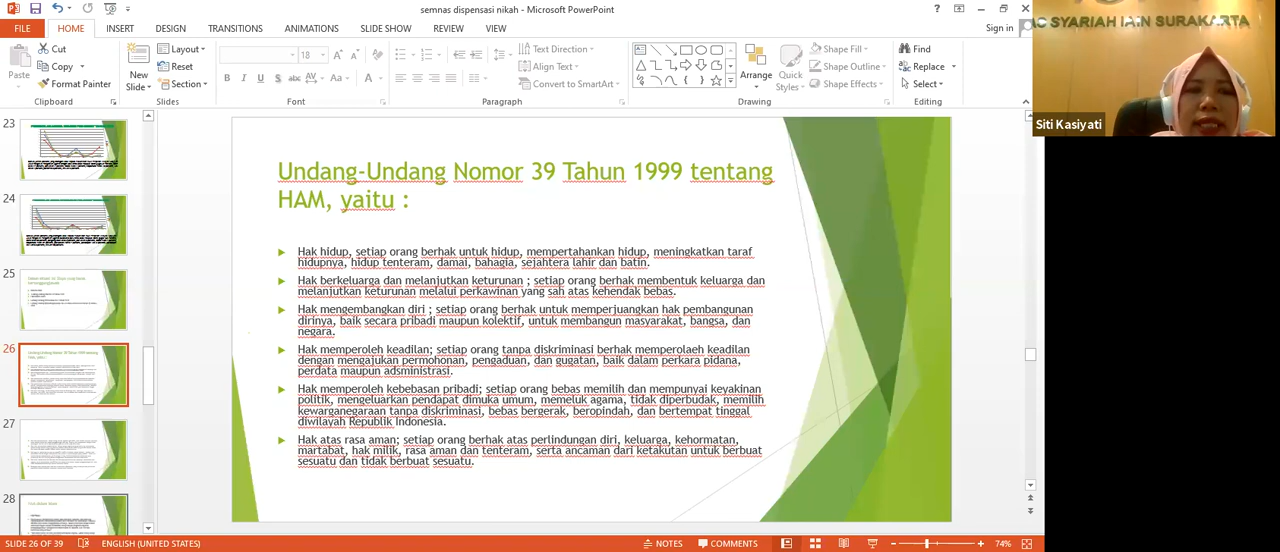 semnas dispensasi nikah - Microsoft PowerPoint
FILE HOME INSERT DESIGN TRANSITIONS ANIMATIONS SLIDE SHOW REVIEW VIEW Sign in
Paste Cut Copy Format Painter Clipboard
New Slide Layout Reset Section Slides
18 Font
Text Direction Align Text Convert to SmartArt Paragraph
Arrange Quick Styles Shape Fill Shape Outline Shape Effects Drawing
Find Replace Select Editing
SYARIAH IAIN SURAKARTA
Siti Kasiyati
23
24
25
26
27
28
Undang-Undang Nomor 39 Tahun 1999 tentang
HAM, yaitu :
Hak hidup, setiap orang berhak untuk hidup, mempertahankan hidup, meningkatkan taraf
hidupnya, hidup tenteram, damai, bahagia, sejahtera lahir dan batin.
Hak berkeluarga dan melanjutkan keturunan ; setiap orang berhak membentuk keluarga dan
melanjutkan keturunan melalui perkawinan yang sah atas kehendak bebas.
Hak mengembangkan diri ; setiap orang berhak untuk memperjuangkan hak pembangunan
dirinya, baik secara pribadi maupun kolektif, untuk membangun masyarakat, bangsa, dan
negara.
Hak memperoleh keadilan; setiap orang tanpa diskriminasi berhak memperolaeh keadilan
dengan mengajukan permohonan, pengaduan, dan gugatan, baik dalam perkara pidana,
perdata maupun adsministrasi.
Hak memperoleh kebebasan pribadi; setiap orang bebas memilih dan mempunyai keyakinan
politik, mengeluarkan pendapat dimuka umum, memeluk agama, tidak diperbudak, memilih
kewarganegaraan tanpa diskriminasi, bebas bergerak, beropindah, dan bertempat tinggal
diwilayah Republik Indonesia.
Hak atas rasa aman; setiap orang berhak atas perlindungan diri, keluarga, kehormatan,
martabat, hak milik, rasa aman dan tenteram, serta ancaman dari ketakutan untuk berbuat
sesuatu dan tidak berbuat sesuatu.
SLIDE 26 OF 39 ENGLISH (UNITED STATES) NOTES COMMENTS 74%